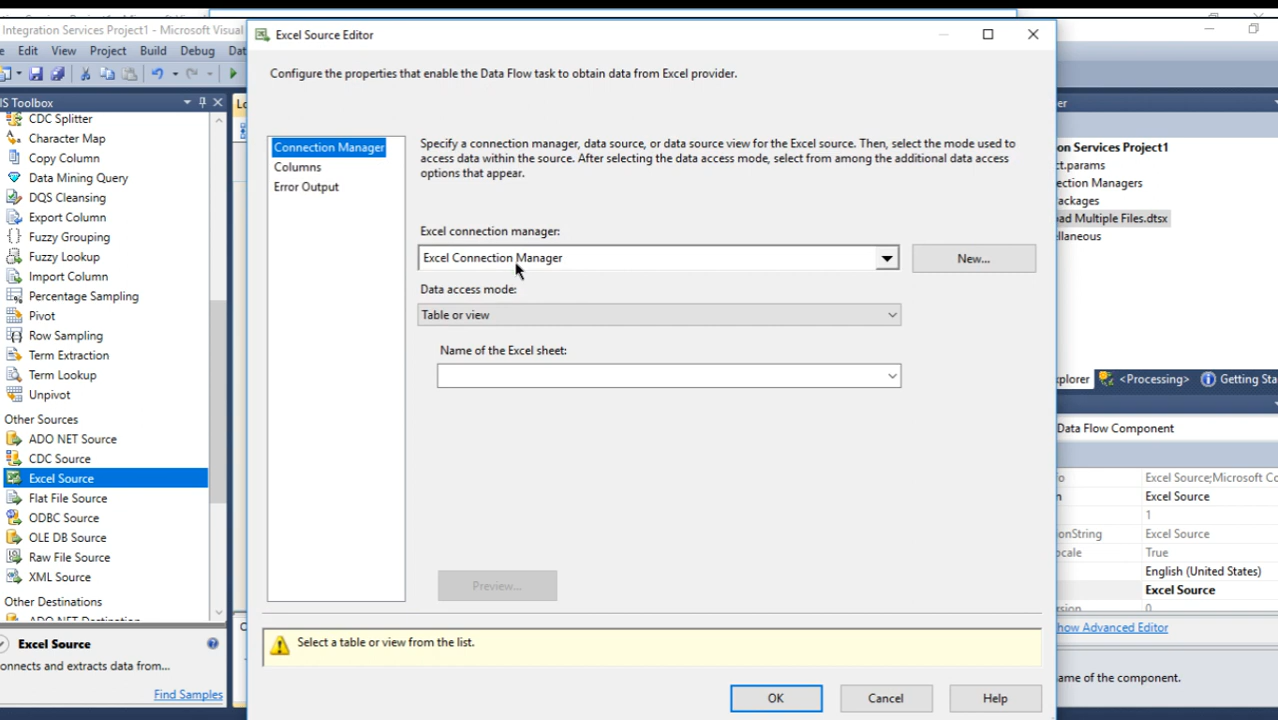 Integration Services Project1 - Microsoft Visual
Edit View Project Build Debug
IS Toolbox
CDC Splitter
Character Map
Copy Column
Data Mining Query
DQS Cleansing
Export Column
Fuzzy Grouping
Fuzzy Lookup
Import Column
Percentage Sampling
Pivot
Row Sampling
Term Extraction
Term Lookup
Unpivot
Other Sources
ADO NET Source
CDC Source
Excel Source
Flat File Source
ODBC Source
OLE DB Source
Raw File Source
XML Source
Other Destinations
Excel Source
onnects and extracts data from...
Find Samples
Excel Source Editor
Configure the properties that enable the Data Flow task to obtain data from Excel provider.
Connection Manager
Columns
Error Output
Specify a connection manager, data source, or data source view for the Excel source. Then, select the mode used to
access data within the source. After selecting the data access mode, select from among the additional data access
options that appear.
Excel connection manager:
Excel Connection Manager
New...
Data access mode:
Table or view
Name of the Excel sheet:
Preview...
Select a table or view from the list.
OK Cancel Help
er
on Services Project1
ct.params
ection Managers
ackages
ad Multiple Files.dtsx
ellaneous
xplorer <Processing> Getting Sta
Data Flow Component
fo Excel Source;Microsoft Co
n Excel Source
1
onString Excel Source
ocale True
English (United States)
Excel Source
rsion 0
how Advanced Editor
ame of the component.